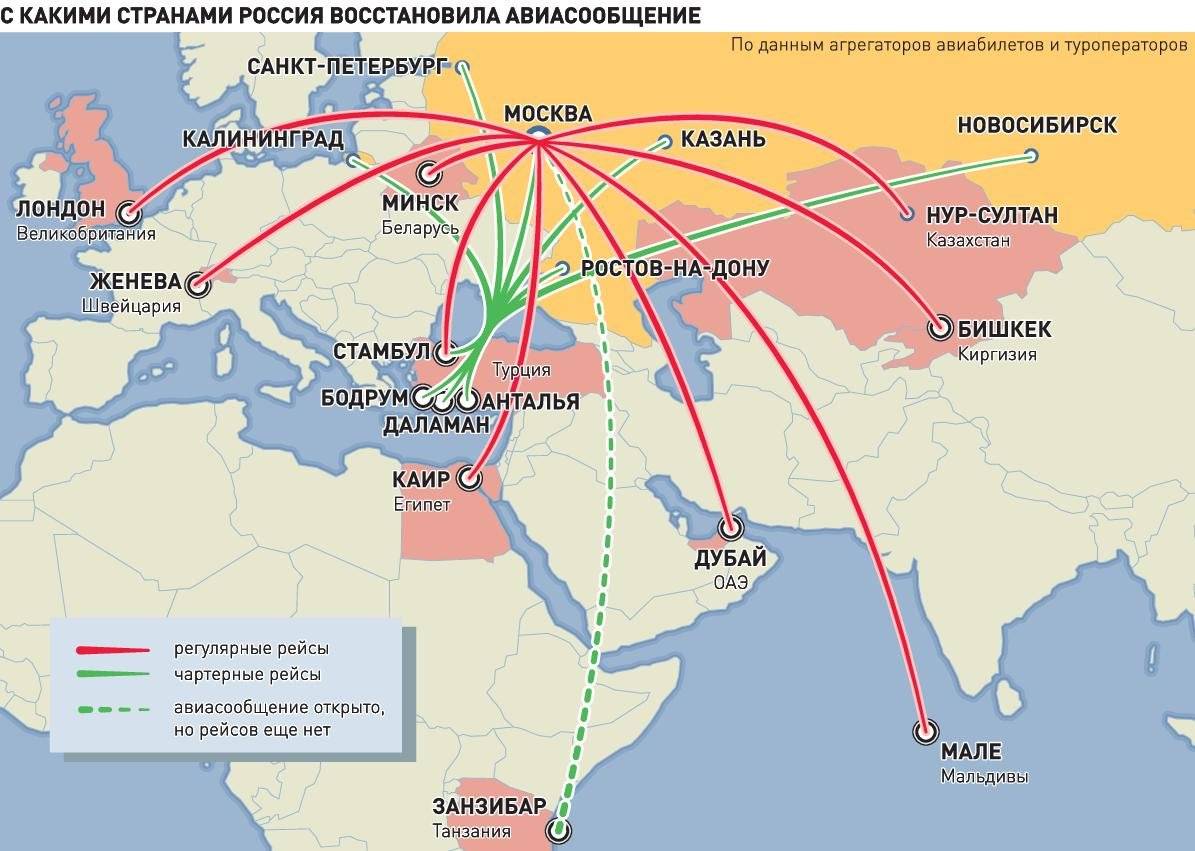 С КАКИМИ СТРАНАМИ РОССИЯ ВОССТАНОВИЛА АВИАСООБЩЕНИЕ
По данным агрегаторов авиабилетов и туроператоров
САНКТ-ПЕТЕРБУРГ
МОСКВА
КАЛИНИНГРАД
КАЗАНЬ
НОВОСИБИРСК
ЛОНДОН
Великобритания
МИНСК
Беларусь
НУР-СУЛТАН
Казахстан
ЖЕНЕВА
Швейцария
РОСТОВ-НА-ДОНУ
СТАМБУЛ
Турция
БИШКЕК
Киргизия
БОДРУМ
АНТАЛЬЯ
ДАЛАМАН
КАИР
Египет
ДУБАЙ
ОАЭ
регулярные рейсы
чартерные рейсы
авиасообщение открыто,
но рейсов еще нет
МАЛЕ
Мальдивы
ЗАНЗИБАР
Танзания